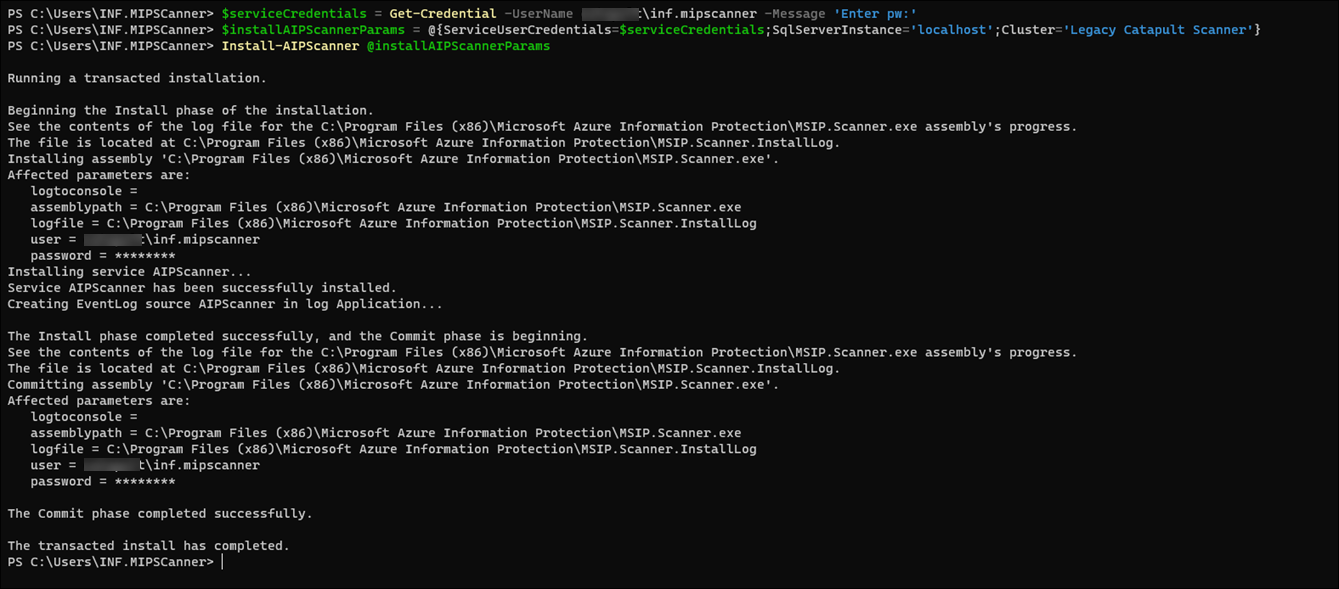 PS C:\Users\INF.MIPSCanner> $serviceCredentials = Get-Credential -UserName \inf.mipscanner -Message 'Enter pw:'
PS C:\Users\INF.MIPSCanner> $installAIPScannerParams = @{ServiceUserCredentials=$serviceCredentials;SqlServerInstance='localhost';Cluster='Legacy Catapult Scanner'}
PS C:\Users\INF.MIPSCanner> Install-AIPScanner @installAIPScannerParams
Running a transacted installation.
Beginning the Install phase of the installation.
See the contents of the log file for the C:\Program Files (x86)\Microsoft Azure Information Protection\MSIP.Scanner.exe assembly's progress.
The file is located at C:\Program Files (x86)\Microsoft Azure Information Protection\MSIP.Scanner.InstallLog.
Installing assembly 'C:\Program Files (x86)\Microsoft Azure Information Protection\MSIP.Scanner.exe'.
Affected parameters are:
logtoconsole =
assemblypath = C:\Program Files (x86)\Microsoft Azure Information Protection\MSIP.Scanner.exe
logfile = C:\Program Files (x86)\Microsoft Azure Information Protection\MSIP.Scanner.InstallLog
user = \inf.mipscanner
password = ********
Installing service AIPScanner...
Service AIPScanner has been successfully installed.
Creating EventLog source AIPScanner in log Application...
The Install phase completed successfully, and the Commit phase is beginning.
See the contents of the log file for the C:\Program Files (x86)\Microsoft Azure Information Protection\MSIP.Scanner.exe assembly's progress.
The file is located at C:\Program Files (x86)\Microsoft Azure Information Protection\MSIP.Scanner.InstallLog.
Committing assembly 'C:\Program Files (x86)\Microsoft Azure Information Protection\MSIP.Scanner.exe'.
Affected parameters are:
logtoconsole =
assemblypath = C:\Program Files (x86)\Microsoft Azure Information Protection\MSIP.Scanner.exe
logfile = C:\Program Files (x86)\Microsoft Azure Information Protection\MSIP.Scanner.InstallLog
user = t\inf.mipscanner
password = ********
The Commit phase completed successfully.
The transacted install has completed.
PS C:\Users\INF.MIPSCanner>